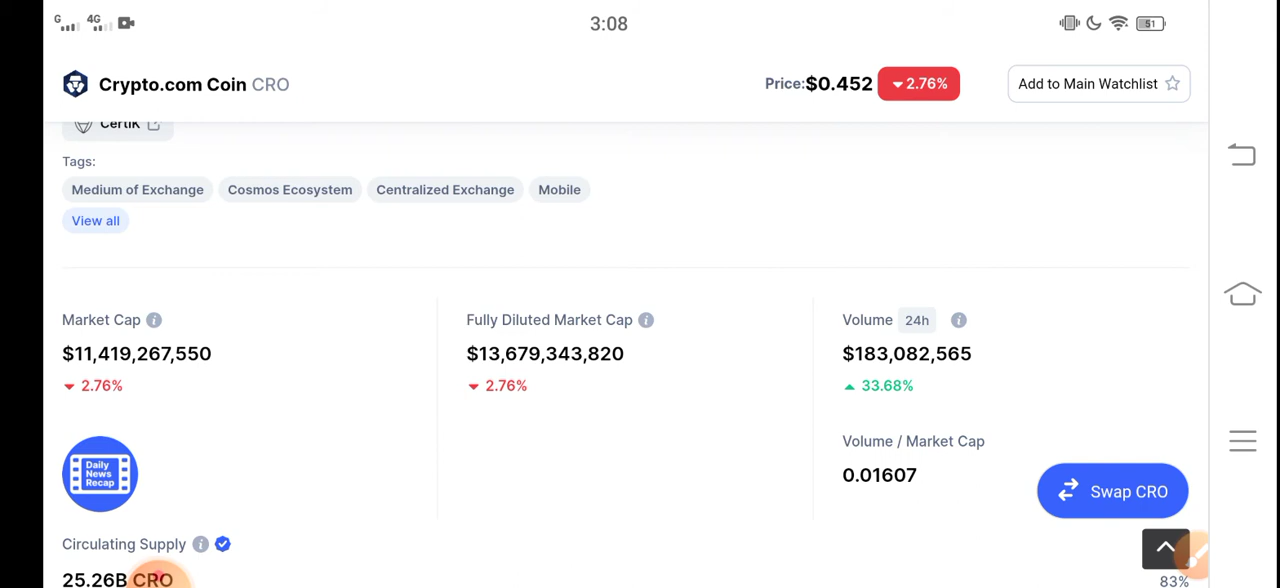 G 4G 3:08 51
Crypto.com Coin CRO Price:$0.452 2.76% Add to Main Watchlist
CertiK
Tags:
Medium of Exchange Cosmos Ecosystem Centralized Exchange Mobile
View all
Market Cap Fully Diluted Market Cap Volume 24h
$11,419,267,550 $13,679,343,820 $183,082,565
2.76% 2.76% 33.68%
Daily
News
Recap
Volume / Market Cap
0.01607
Swap CRO
Circulating Supply
25.26B CRO
83%